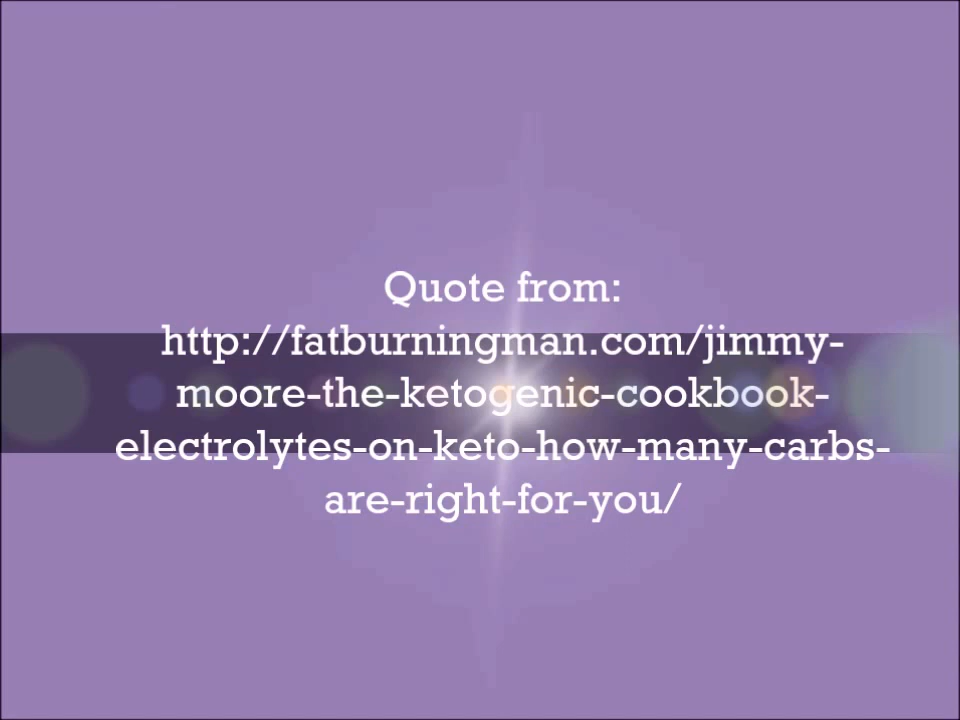 Quote from:
http://fatburningman.com/jimmy-
moore-the-ketogenic-cookbook-
electrolytes-on-keto-how-many-carbs-
are-right-for-you/